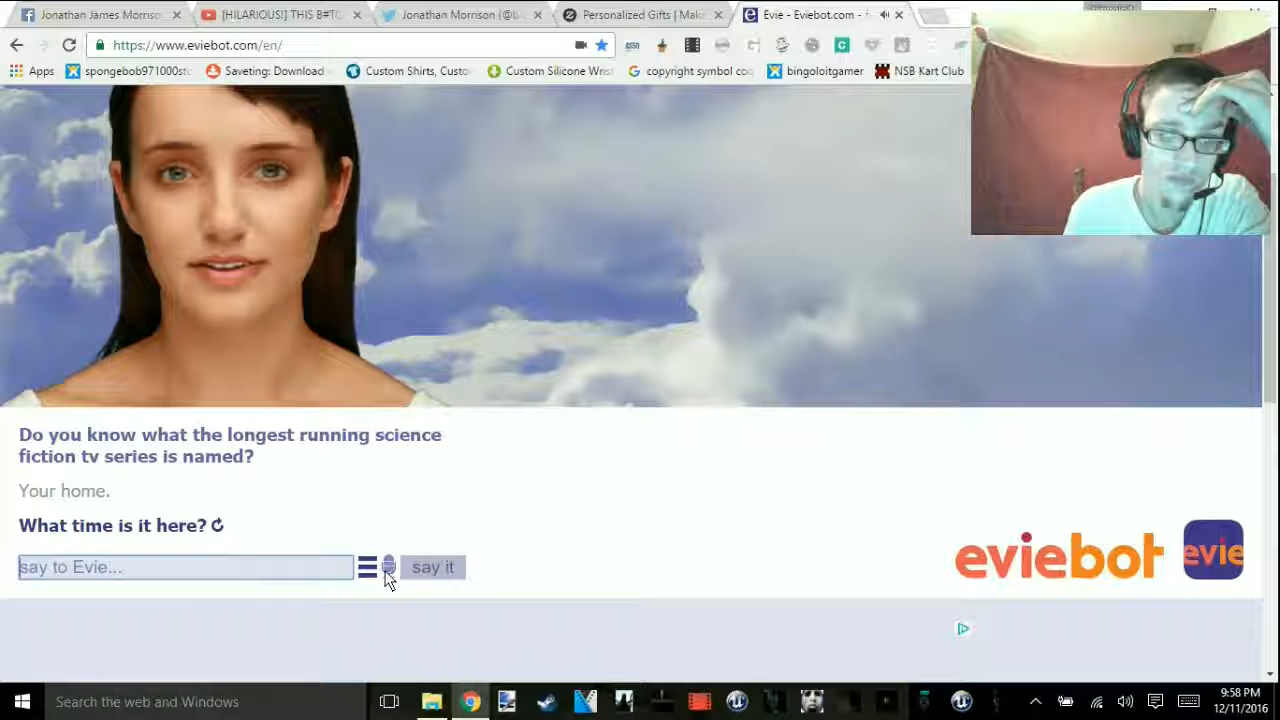 Jonathan James Morriso
[HILARIOUS!] THIS B#TC
Jonathan Morrison (@b
Personalized Gifts | Make
Evie - Eviebot.com - 
https://www.eviebot.com/en/
Apps
spongebob971000m
Saveting: Download
Custom Shirts, Custo
Custom Silicone Wrist
copyright symbol co
bingoloitgamer
NSB Kart Club
Do you know what the longest running science
fiction tv series is named?
Your home.
What time is it here?
say to Evie...
say it
eviebot
evie
Search the web and Windows
9:58 PM
12/11/2016